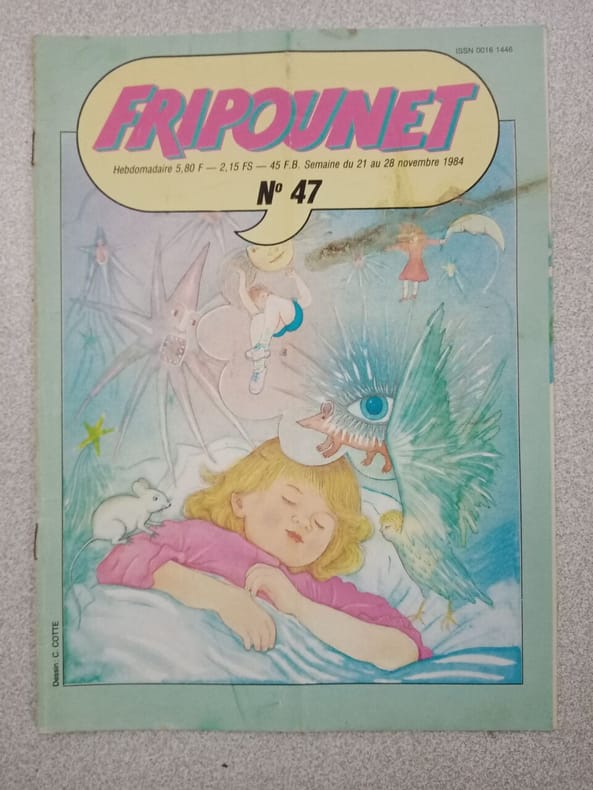 ISSN 0016 1446
FRIPOUNET
Hebdomadaire 5,80 F — 2,15 FS — 45 F.B. Semaine du 21 au 28 novembre 1984
Nº 47
Dessin: C. COTTE